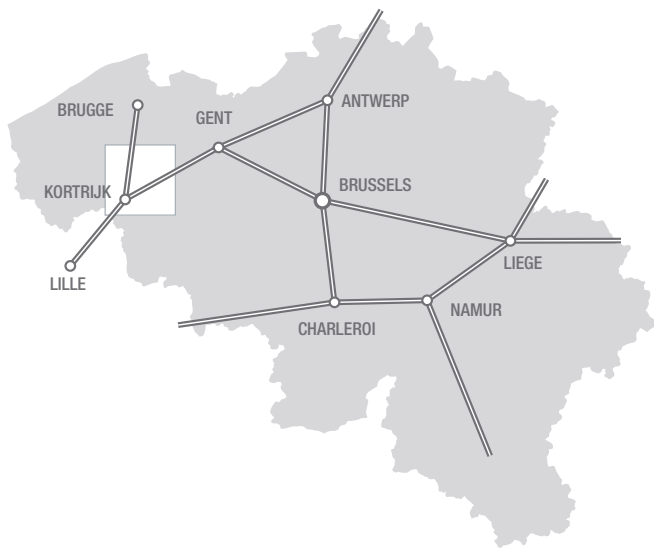 ANTWERP
BRUGGE
GENT
BRUSSELS
KORTRIJK
LIEGE
LILLE
NAMUR
CHARLEROI